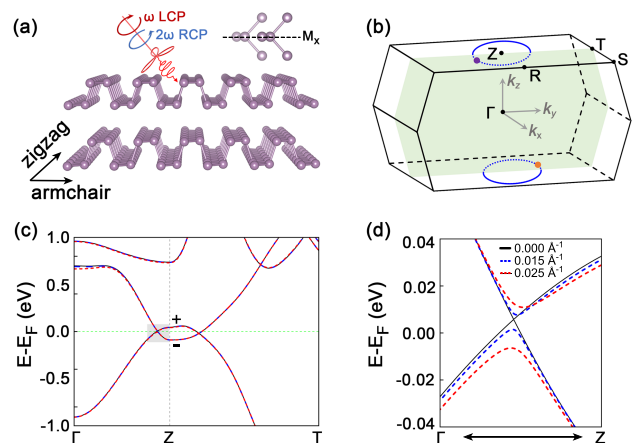 (a)
ω LCP
2ω RCP
Mx
zigzag
armchair
(b)
Z
T
S
R
kz
Γ
ky
kx
(c)
E-EF (eV)
1.0
0.5
0.0
-0.5
-1.0
+
-
Γ
Z
T
(d)
E-EF (eV)
0.04
0.02
0.00
-0.02
-0.04
0.000 Å-1
0.015 Å-1
0.025 Å-1
Γ
Z